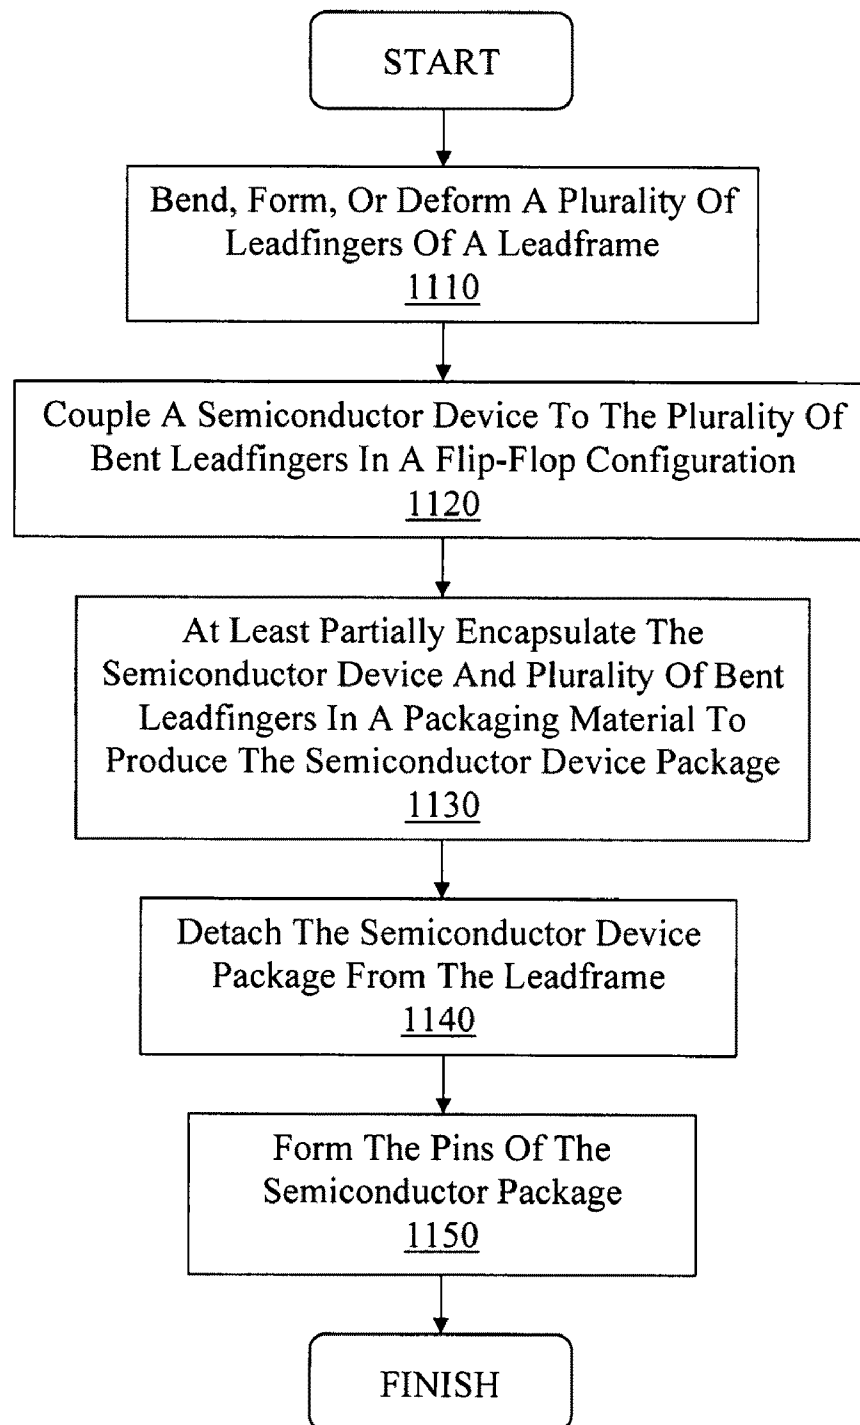 START
Bend, Form, Or Deform A Plurality Of
Leadfingers Of A Leadframe
1110
Couple A Semiconductor Device To The Plurality Of
Bent Leadfingers In A Flip-Flop Configuration
1120
At Least Partially Encapsulate The
Semiconductor Device And Plurality Of Bent
Leadfingers In A Packaging Material To
Produce The Semiconductor Device Package
1130
Detach The Semiconductor Device
Package From The Leadframe
1140
Form The Pins Of The
Semiconductor Package
1150
FINISH